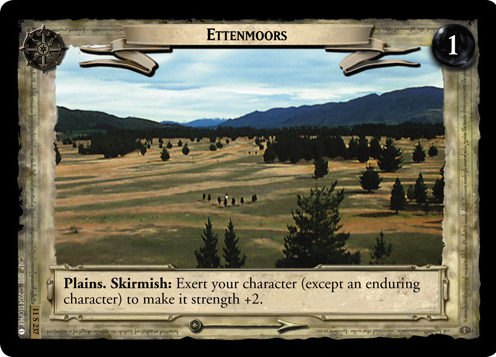 Ettenmoors
1
Plains. Skirmish: Exert your character (except an enduring
character) to make it strength +2.
11 S 237